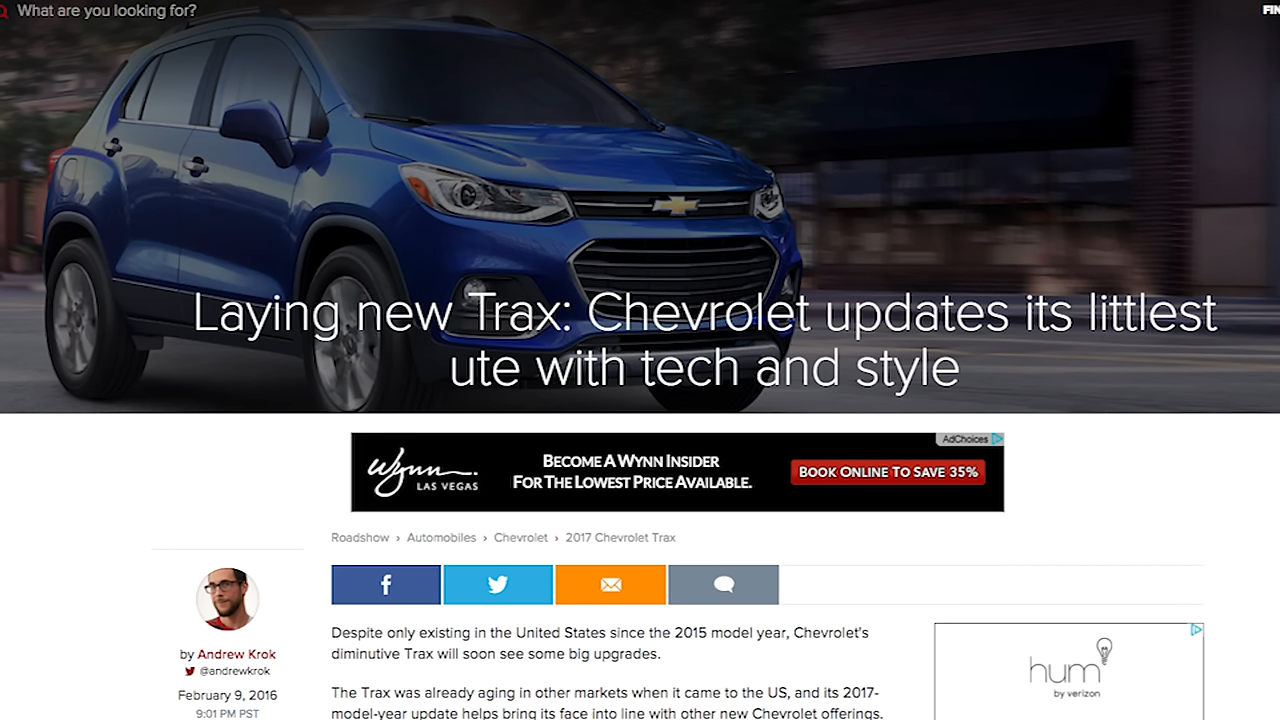 What are you looking for?
Laying new Trax: Chevrolet updates its littlest
ute with tech and style
AdChoices
Wynn
LAS VEGAS
BECOME A WYNN INSIDER
FOR THE LOWEST PRICE AVAILABLE.
BOOK ONLINE TO SAVE 35%
Roadshow › Automobiles › Chevrolet › 2017 Chevrolet Trax
f
by Andrew Krok
@andrewkrok
February 9, 2016
9:01 PM PST
Despite only existing in the United States since the 2015 model year, Chevrolet's
diminutive Trax will soon see some big upgrades.
The Trax was already aging in other markets when it came to the US, and its 2017-
model-year update helps bring its face into line with other new Chevrolet offerings.
hum
by verizon